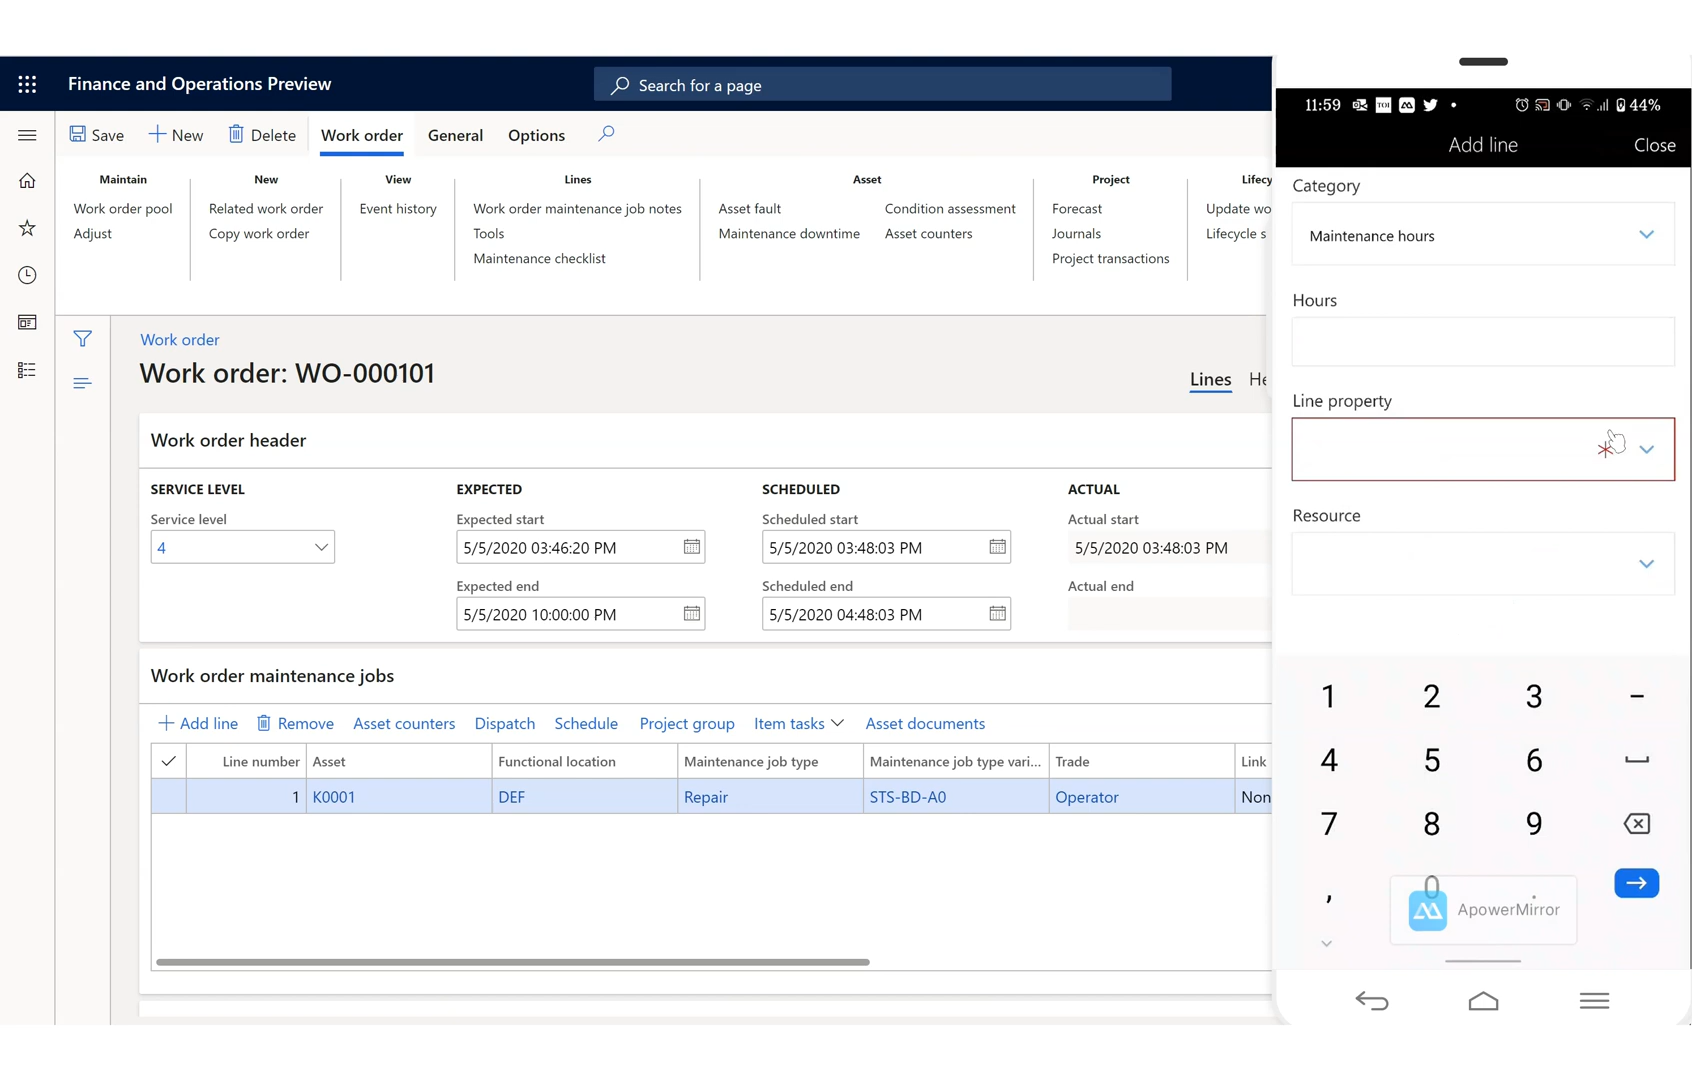 Finance and Operations Preview
Search for a page
Save New Delete Work order General Options
Maintain New View Lines Asset Project Lifecy
Work order pool Related work order Event history Work order maintenance job notes Asset fault Condition assessment Forecast Update wo
Adjust Copy work order Tools Maintenance downtime Asset counters Journals Lifecycle s
Maintenance checklist Project transactions
Work order
Work order: WO-000101
Lines He
Work order header
SERVICE LEVEL EXPECTED SCHEDULED ACTUAL
Service level Expected start Scheduled start Actual start
4 5/5/2020 03:46:20 PM 5/5/2020 03:48:03 PM 5/5/2020 03:48:03 PM
Expected end Scheduled end Actual end
5/5/2020 10:00:00 PM 5/5/2020 04:48:03 PM
Work order maintenance jobs
Add line Remove Asset counters Dispatch Schedule Project group Item tasks Asset documents
Line number Asset Functional location Maintenance job type Maintenance job type vari... Trade Link
1 K0001 DEF Repair STS-BD-A0 Operator Non
11:59 TOI 44%
Add line Close
Category
Maintenance hours
Hours
Line property
*
Resource
1 2 3 -
4 5 6
7 8 9
, 0 .
ApowerMirror